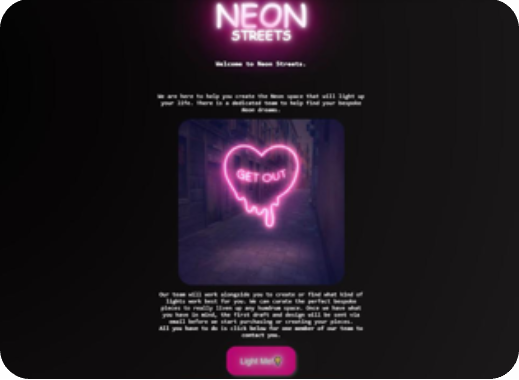 NEON
STREETS
Welcome to Neon Streets.
We are here to help you create the Neon space that will light up
your life. There is a dedicated team to help find your bespoke
Neon dreams.
GET OUT
Our team will work alongside you to create or find what kind of
lights work best for you. We can curate the perfect bespoke
pieces to really liven up any humdrum space. Once we have what
you have in mind, the first draft and design will be sent via
email before we start purchasing or creating your pieces.
All you have to do is click below for one member of our team to
contact you.
Light Me!